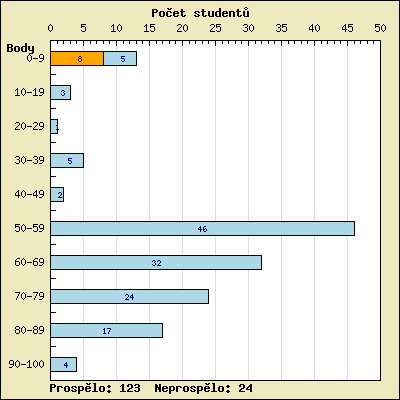 Počet studentů
0 5 10 15 20 25 30 35 40 45 50
Body
0-9 8 5
10-19 3
20-29 1
30-39 5
40-49 2
50-59 46
60-69 32
70-79 24
80-89 17
90-100 4
Prospělo: 123 Neprospělo: 24